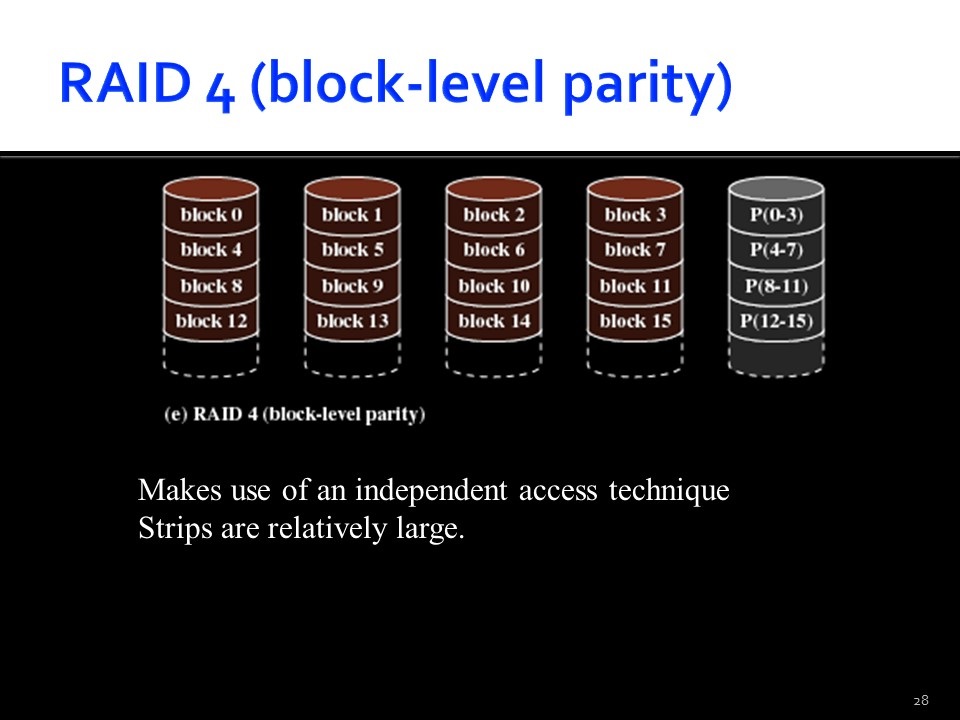 RAID 4 (block-level parity)
block 0 block 1 block 2 block 3 P(0-3)
block 4 block 5 block 6 block 7 P(4-7)
block 8 block 9 block 10 block 11 P(8-11)
block 12 block 13 block 14 block 15 P(12-15)
(e) RAID 4 (block-level parity)
Makes use of an independent access technique
Strips are relatively large.
28